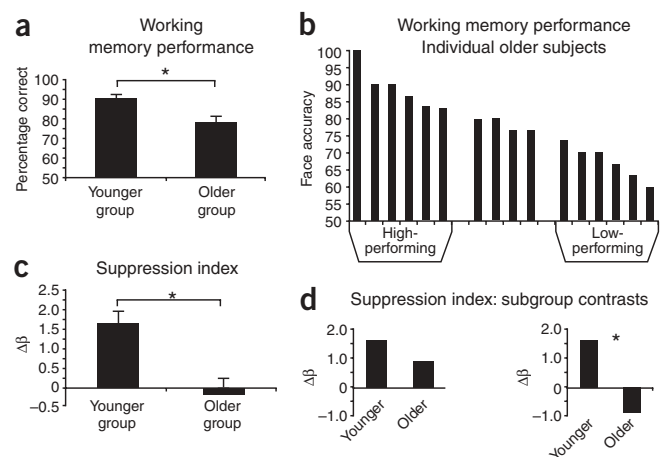 a
Working
memory performance
*
Percentage correct
100
90
80
70
60
50
Younger
group
Older
group
b
Working memory performance
Individual older subjects
Face accuracy
100
95
90
85
80
75
70
65
60
55
50
High-
performing
Low-
performing
c
Suppression index
*
Δβ
2.5
2.0
1.5
1.0
0.5
0
–0.5
Younger
group
Older
group
d
Suppression index: subgroup contrasts
Δβ
2.0
1.0
0
–1.0
Younger
Older
Δβ
2.0
1.0
0
–1.0
*
Younger
Older